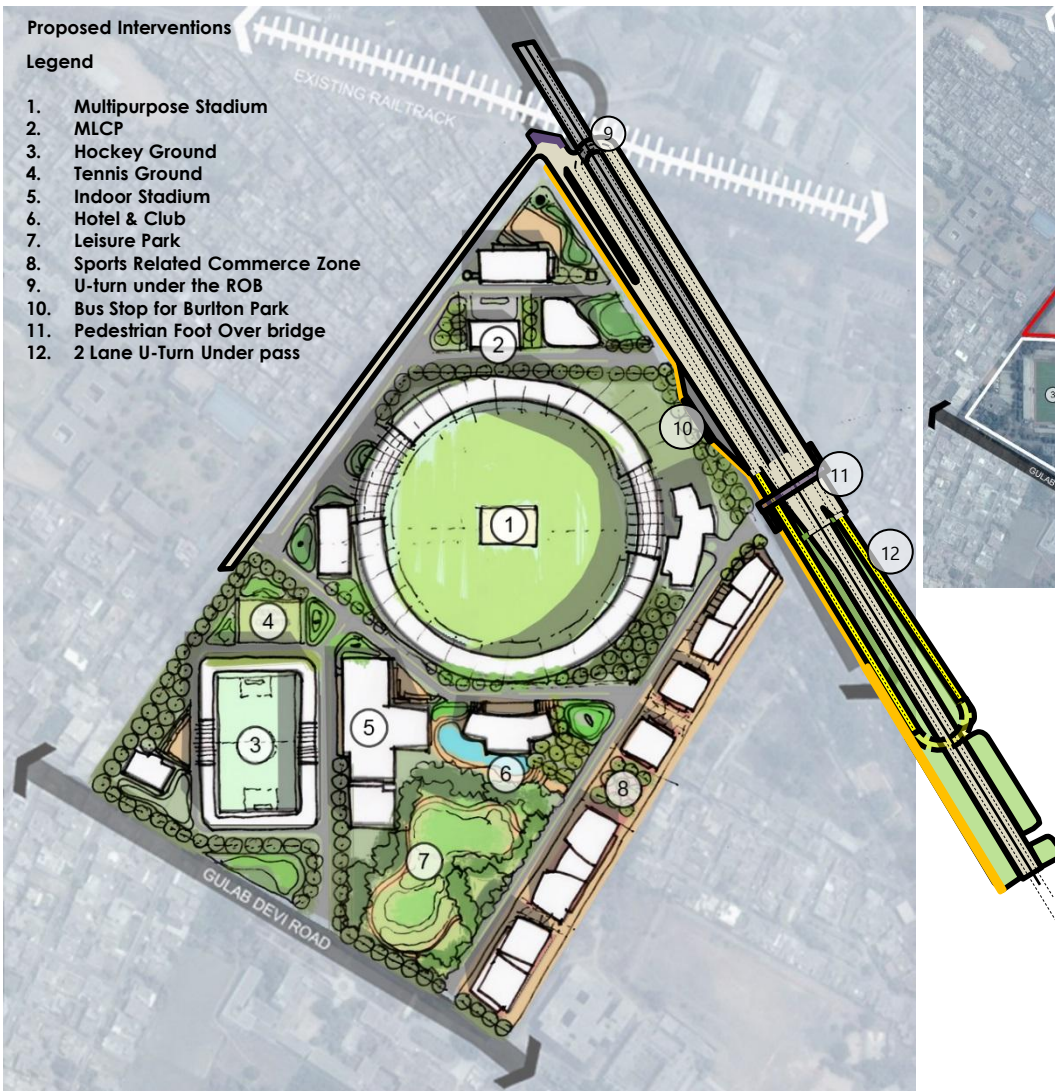 Proposed Interventions
Legend
1. Multipurpose Stadium
2. MLCP
3. Hockey Ground
4. Tennis Ground
5. Indoor Stadium
6. Hotel & Club
7. Leisure Park
8. Sports Related Commerce Zone
9. U-turn under the ROB
10. Bus Stop for Burlton Park
11. Pedestrian Foot Over bridge
12. 2 Lane U-Turn Under pass
EXISTING RAILTRACK
9
2
10
11
1
12
4
5
3
6
8
7
GULAB DEVI ROAD
3
GULAB